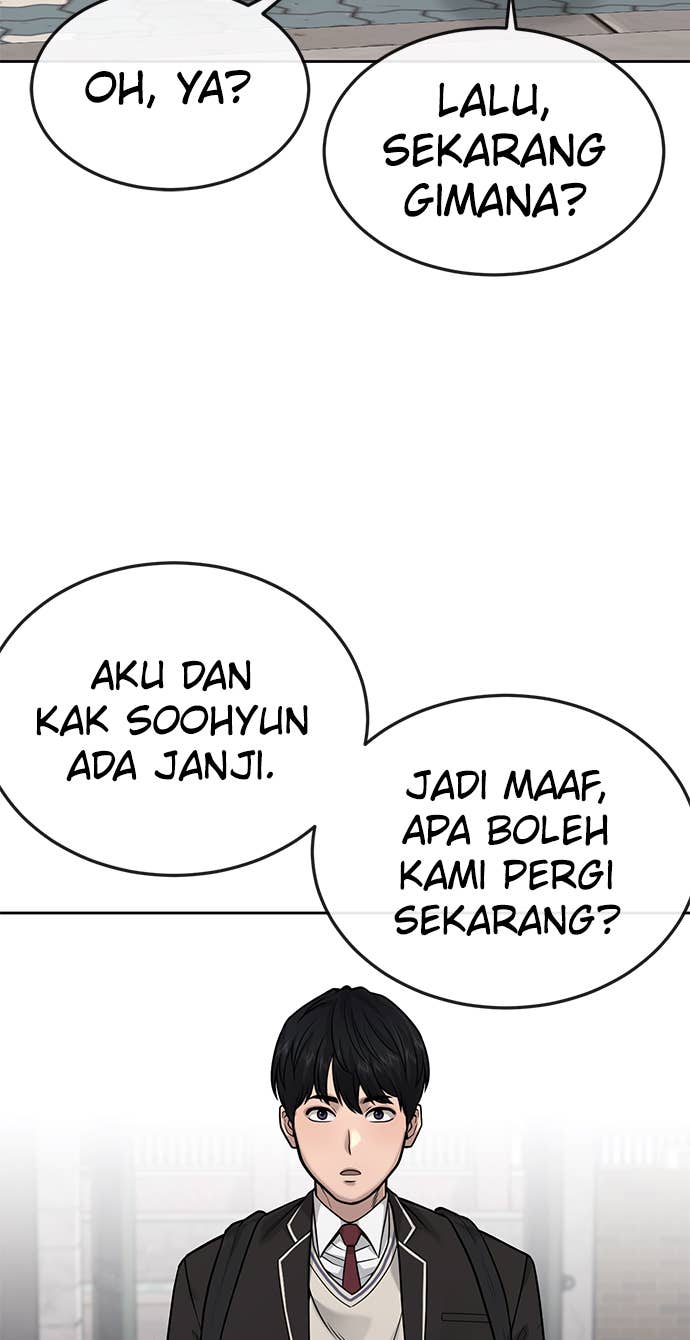 OH, YA?
LALU,
SEKARANG
GIMANA?
AKU DAN
KAK SOOHYUN
ADA JANJI.
JADI MAAF,
APA BOLEH
KAMI PERGI
SEKARANG?